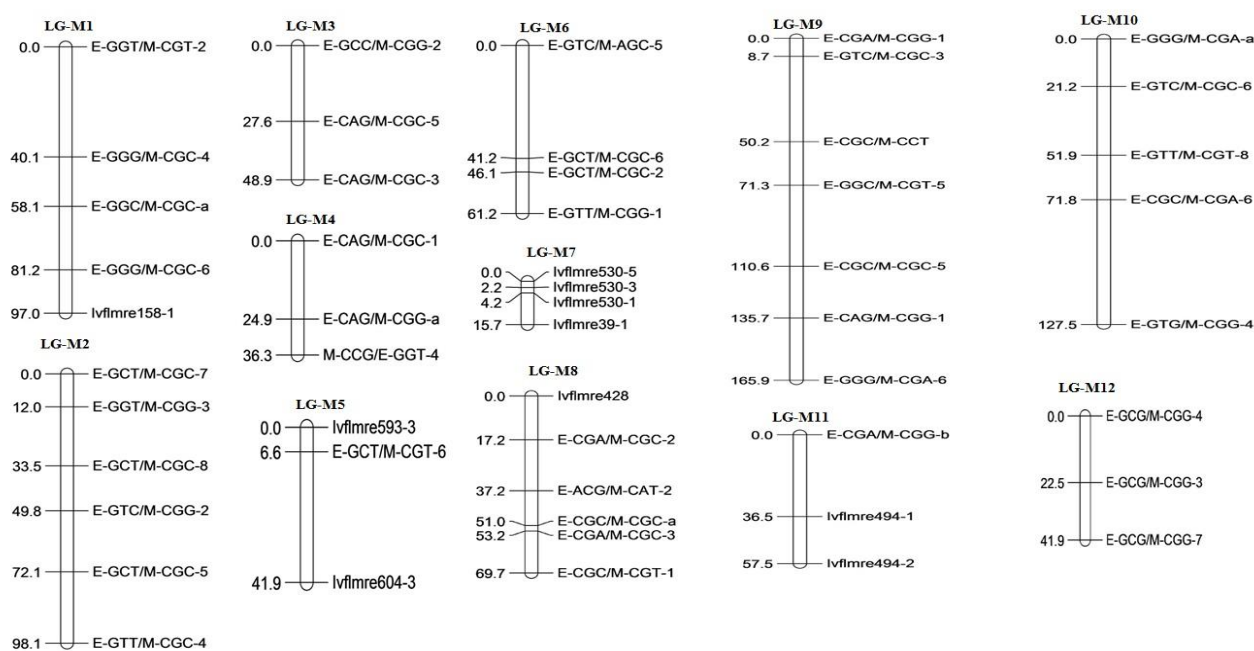 LG-M1
0.0 E-GGT/M-CGT-2
40.1 E-GGG/M-CGC-4
58.1 E-GGC/M-CGC-a
81.2 E-GGG/M-CGC-6
97.0 lvflmre158-1
LG-M2
0.0 E-GCT/M-CGC-7
12.0 E-GGT/M-CGG-3
33.5 E-GCT/M-CGC-8
49.8 E-GTC/M-CGG-2
72.1 E-GCT/M-CGC-5
98.1 E-GTT/M-CGC-4
LG-M3
0.0 E-GCC/M-CGG-2
27.6 E-CAG/M-CGC-5
48.9 E-CAG/M-CGC-3
LG-M4
0.0 E-CAG/M-CGC-1
24.9 E-CAG/M-CGG-a
36.3 M-CCG/E-GGT-4
LG-M5
0.0 lvflmre593-3
6.6 E-GCT/M-CGT-6
41.9 lvflmre604-3
LG-M6
0.0 E-GTC/M-AGC-5
41.2 E-GCT/M-CGC-6
46.1 E-GCT/M-CGC-2
61.2 E-GTT/M-CGG-1
LG-M7
0.0 lvflmre530-5
2.2 lvflmre530-3
4.2 lvflmre530-1
15.7 lvflmre39-1
LG-M8
0.0 lvflmre428
17.2 E-CGA/M-CGC-2
37.2 E-ACG/M-CAT-2
51.0 E-CGC/M-CGC-a
53.2 E-CGA/M-CGC-3
69.7 E-CGC/M-CGT-1
LG-M9
0.0 E-CGA/M-CGG-1
8.7 E-GTC/M-CGC-3
50.2 E-CGC/M-CCT
71.3 E-GGC/M-CGT-5
110.6 E-CGC/M-CGC-5
135.7 E-CAG/M-CGG-1
165.9 E-GGG/M-CGA-6
LG-M11
0.0 E-CGA/M-CGG-b
36.5 lvflmre494-1
57.5 lvflmre494-2
LG-M10
0.0 E-GGG/M-CGA-a
21.2 E-GTC/M-CGC-6
51.9 E-GTT/M-CGT-8
71.8 E-CGC/M-CGA-6
127.5 E-GTG/M-CGG-4
LG-M12
0.0 E-GCG/M-CGG-4
22.5 E-GCG/M-CGG-3
41.9 E-GCG/M-CGG-7